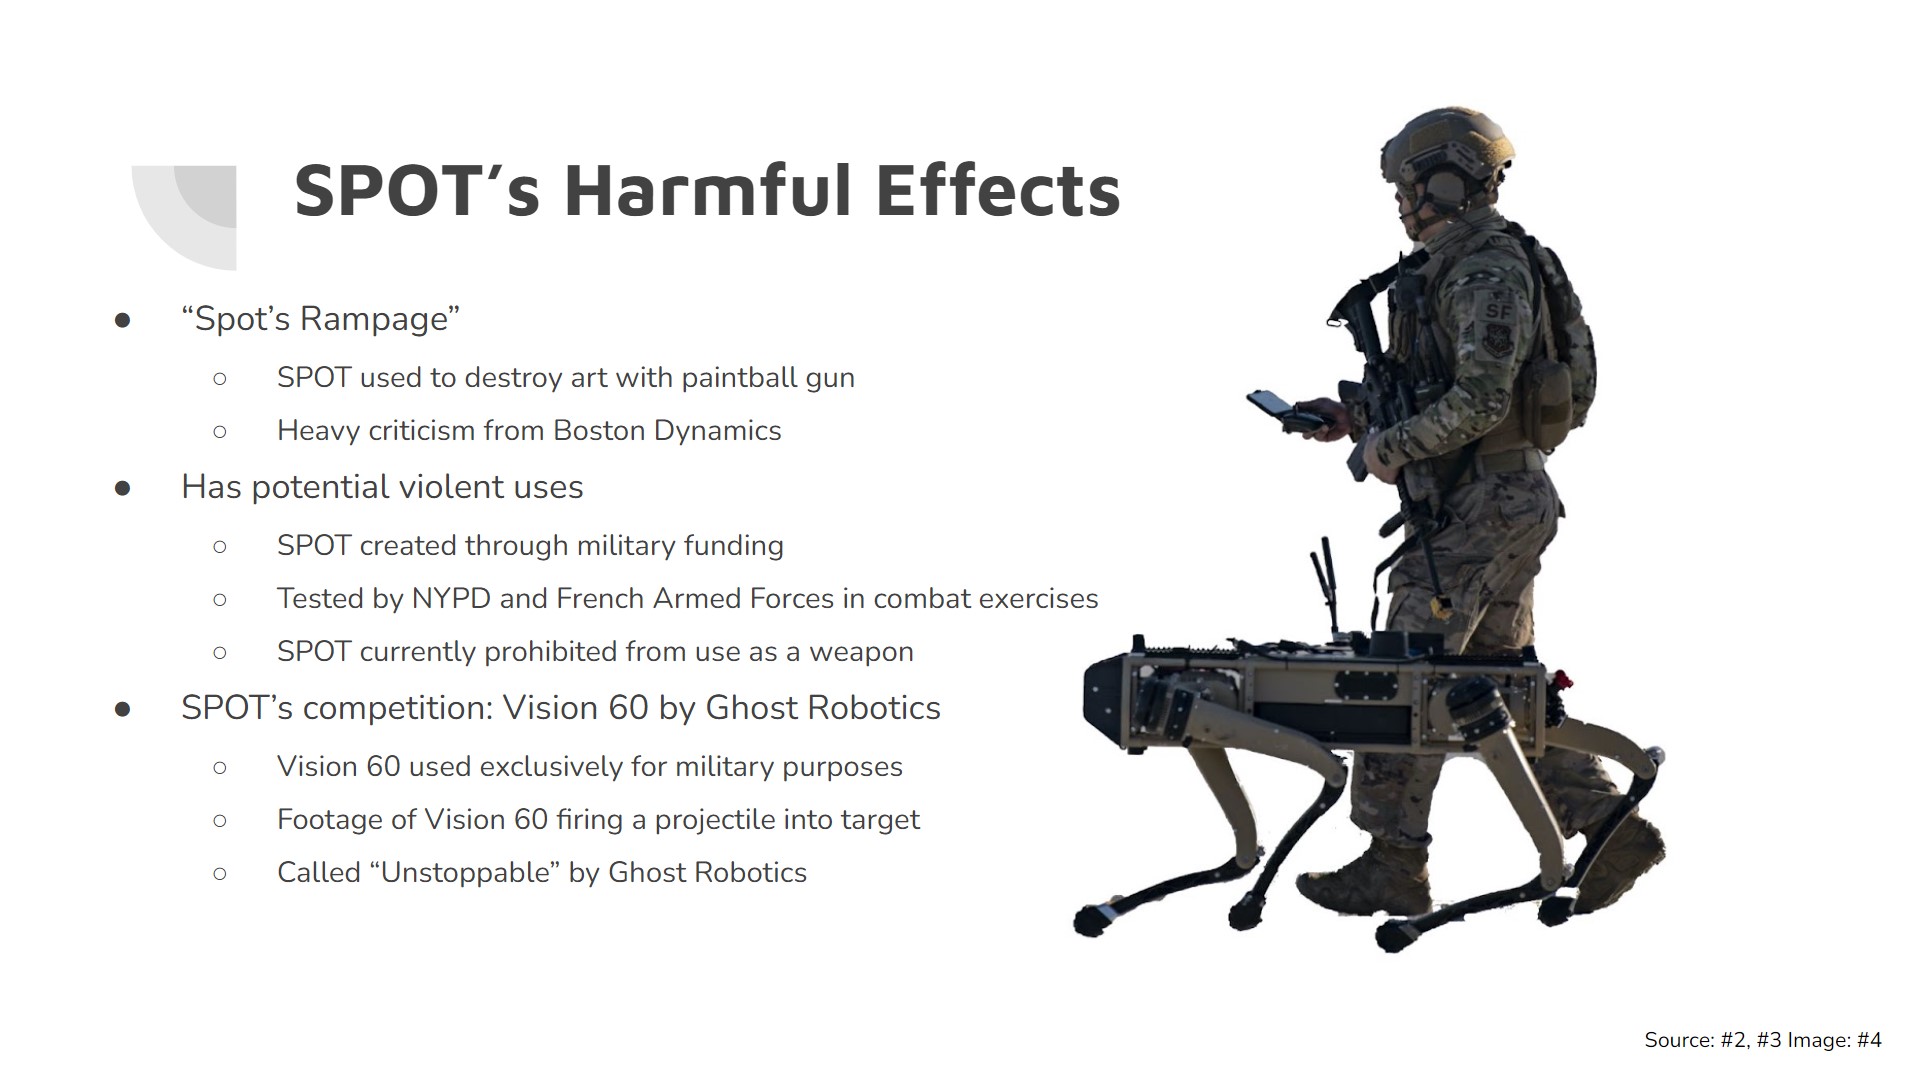 SPOT’s Harmful Effects
● “Spot’s Rampage”
○ SPOT used to destroy art with paintball gun
○ Heavy criticism from Boston Dynamics
● Has potential violent uses
○ SPOT created through military funding
○ Tested by NYPD and French Armed Forces in combat exercises
○ SPOT currently prohibited from use as a weapon
● SPOT’s competition: Vision 60 by Ghost Robotics
○ Vision 60 used exclusively for military purposes
○ Footage of Vision 60 firing a projectile into target
○ Called “Unstoppable” by Ghost Robotics
SF
Source: #2, #3 Image: #4